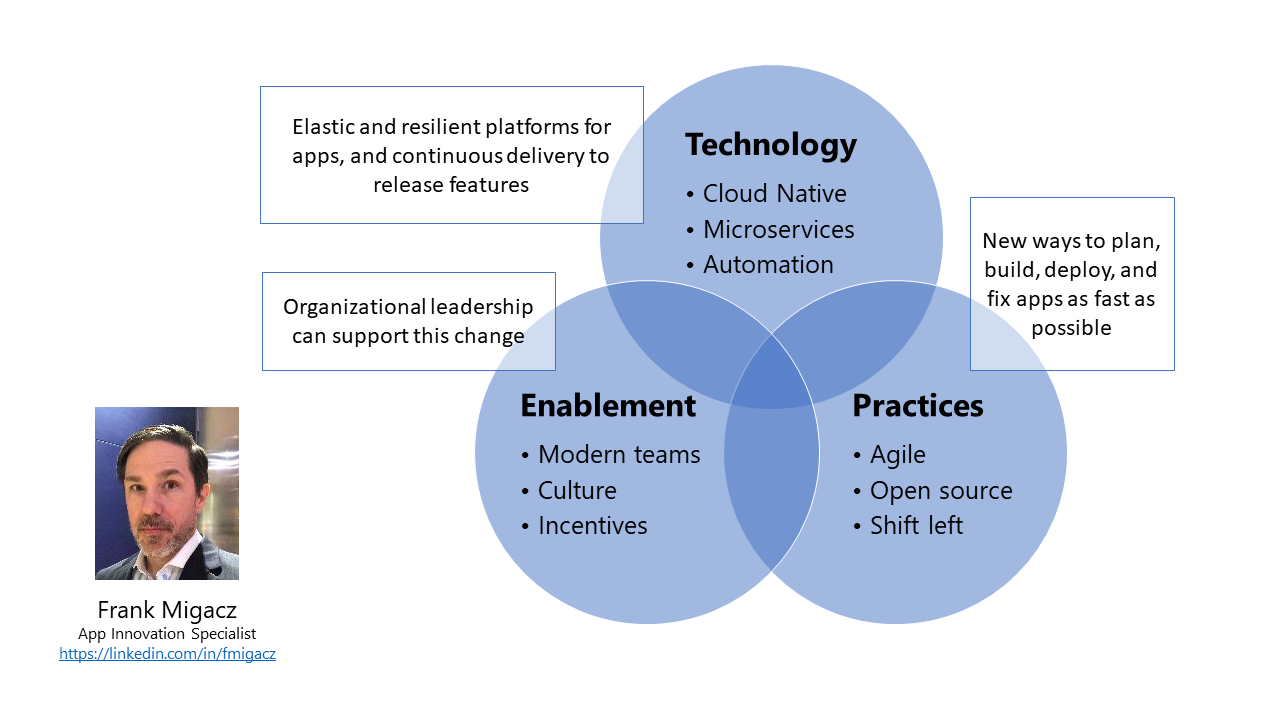 Elastic and resilient platforms for
apps, and continuous delivery to
release features
Technology
• Cloud Native
• Microservices
• Automation
New ways to plan,
build, deploy, and
fix apps as fast as
possible
Organizational leadership
can support this change
Enablement
• Modern teams
• Culture
• Incentives
Practices
• Agile
• Open source
• Shift left
Frank Migacz
App Innovation Specialist
https://linkedin.com/in/fmigacz